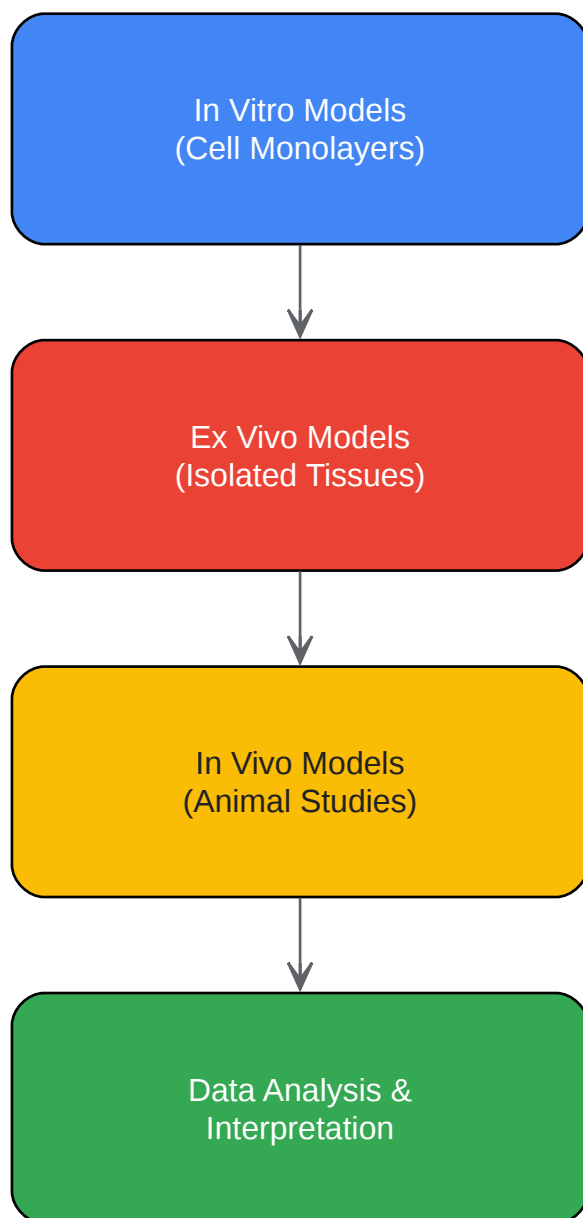 In Vitro Models
(Cell Monolayers)
Ex Vivo Models
(Isolated Tissues)
In Vivo Models
(Animal Studies)
Data Analysis &
Interpretation